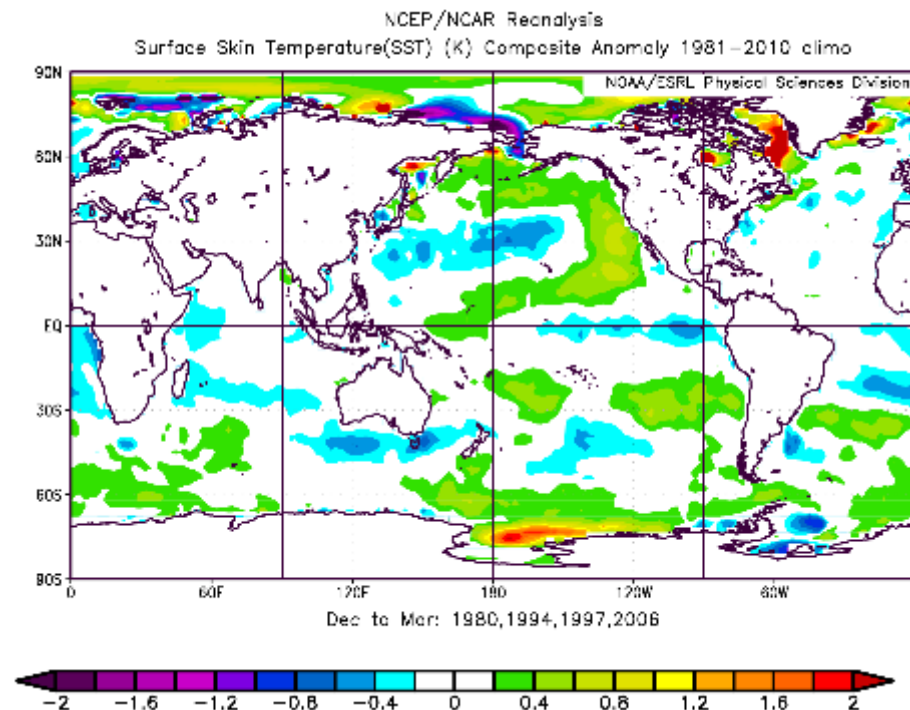 NCEP/NCAR Reanalysis
Surface Skin Temperature(SST) (K) Composite Anomaly 1981-2010 climo
NOAA/ESRL Physical Sciences Division
90N
60N
30N
EQ
30S
60S
90S
0 60E 120E 180 120W 60W
Dec to Mar: 1980,1994,1997,2006
-2 -1.6 -1.2 -0.8 -0.4 0 0.4 0.8 1.2 1.6 2